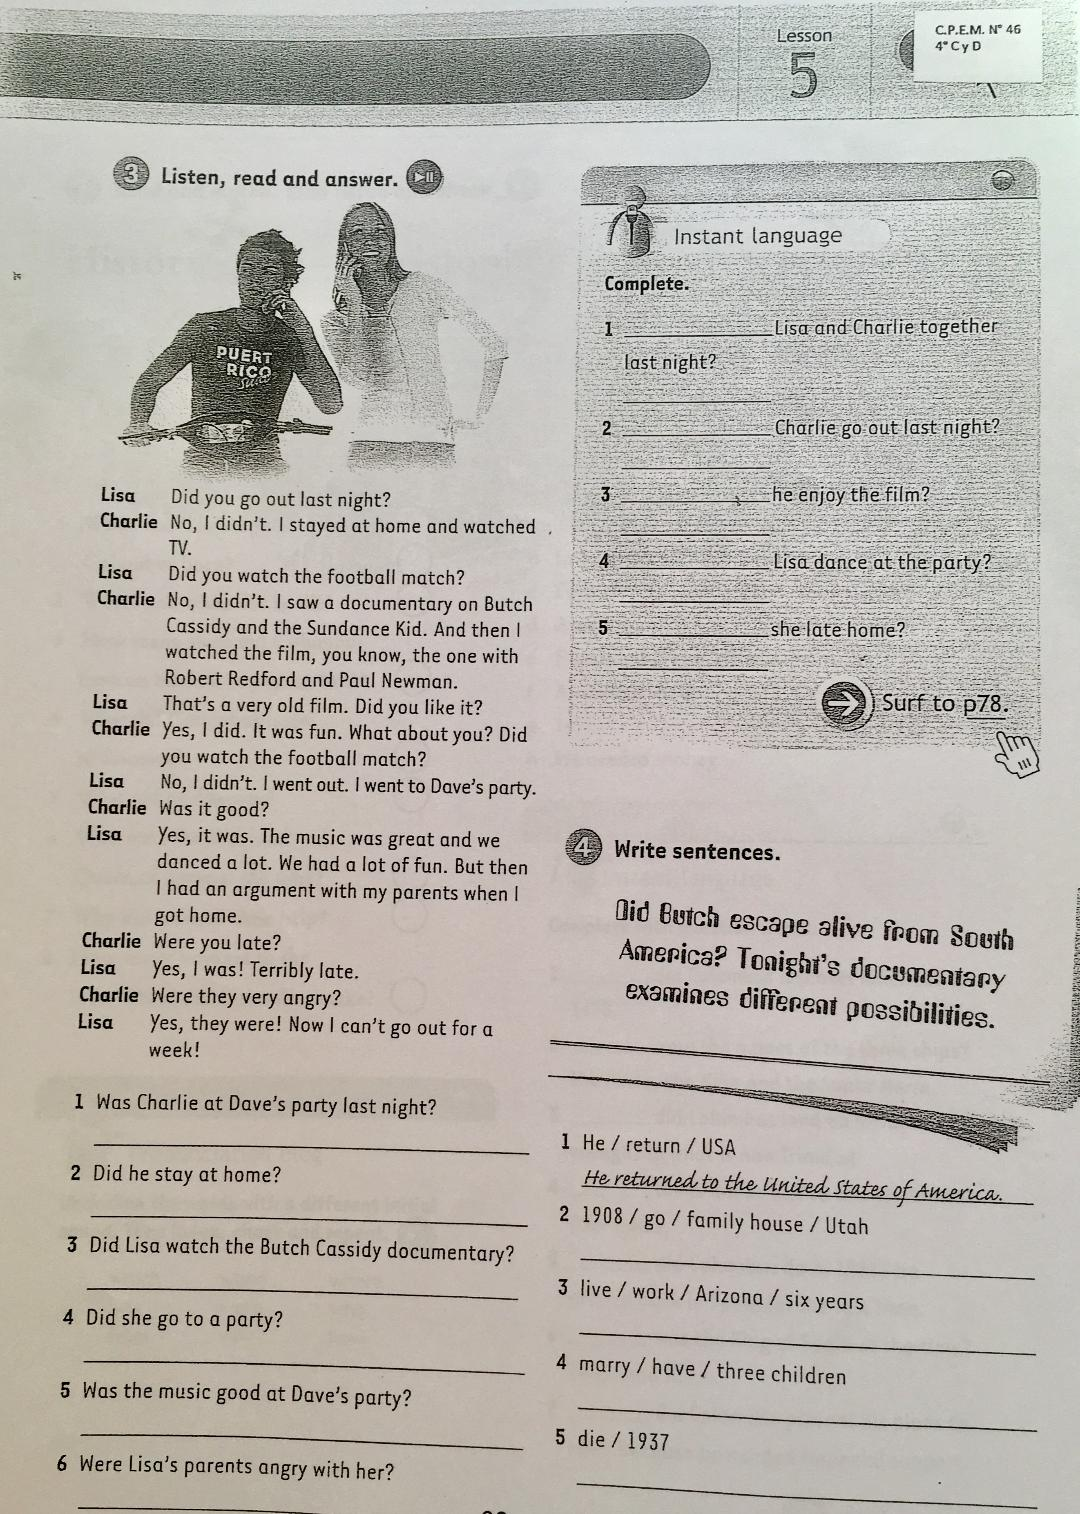 Lesson
5
C.P.E.M. N° 46
4° C y D
3 Listen, read and answer.
PUERT
RICO
Lisa Did you go out last night?
Charlie No, I didn't. I stayed at home and watched
TV.
Lisa Did you watch the football match?
Charlie No, I didn't. I saw a documentary on Butch
Cassidy and the Sundance Kid. And then I
watched the film, you know, the one with
Robert Redford and Paul Newman.
Lisa That's a very old film. Did you like it?
Charlie Yes, I did. It was fun. What about you? Did
you watch the football match?
Lisa No, I didn't. I went out. I went to Dave's party.
Charlie Was it good?
Lisa Yes, it was. The music was great and we
danced a lot. We had a lot of fun. But then
I had an argument with my parents when I
got home.
Charlie Were you late?
Lisa Yes, I was! Terribly late.
Charlie Were they very angry?
Lisa Yes, they were! Now I can't go out for a
week!
1 Was Charlie at Dave's party last night?
2 Did he stay at home?
3 Did Lisa watch the Butch Cassidy documentary?
4 Did she go to a party?
5 Was the music good at Dave's party?
6 Were Lisa's parents angry with her?
Instant language
Complete.
1 ____________ Lisa and Charlie together
last night?
2 ____________ Charlie go out last night?
3 ____________ he enjoy the film?
4 ____________ Lisa dance at the party?
5 ____________ she late home?
Surf to p78.
4 Write sentences.
Did Butch escape alive from South
America? Tonight's documentary
examines different possibilities.
1 He / return / USA
He returned to the United States of America.
2 1908 / go / family house / Utah
3 live / work / Arizona / six years
4 marry / have / three children
5 die / 1937